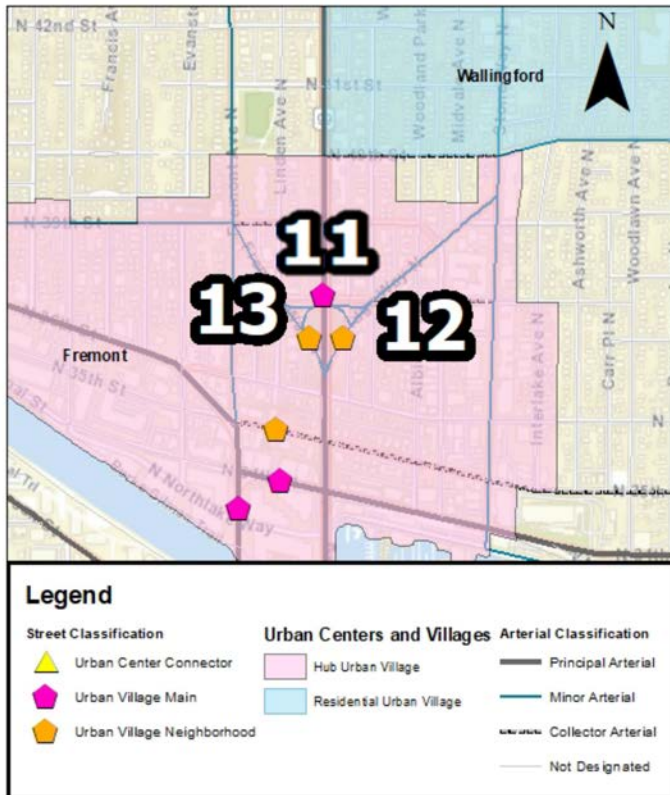 N
N 42nd St
Francis Av
Evanston
Linden Ave N
Woodland Park
Midvale Ave N
Wallingford
N 39th St
11
13
12
Fremont
N 35th St
N Northlake Way
Interlake Ave N
Ashworth Ave N
Woodlawn Ave N
Carr Pl N
Legend
Street Classification
Urban Center Connector
Urban Village Main
Urban Village Neighborhood
Urban Centers and Villages
Hub Urban Village
Residential Urban Village
Arterial Classification
Principal Arterial
Minor Arterial
Collector Arterial
Not Designated